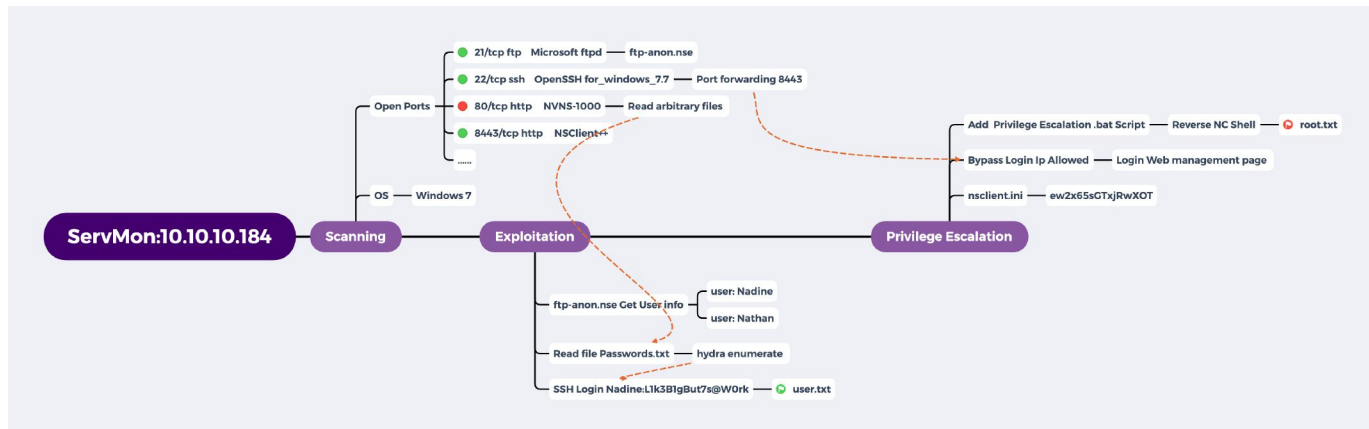 21/tcp ftp Microsoft ftpd
ftp-anon.nse
22/tcp ssh OpenSSH for_windows_7.7
Port forwarding 8443
Open Ports
80/tcp http NVNS-1000
Read arbitrary files
8443/tcp http NSClient++
......
OS
Windows 7
Add Privilege Escalation .bat Script
Reverse NC Shell
root.txt
Bypass Login Ip Allowed
Login Web management page
nsclient.ini
ew2x65sGTxjRwXOT
ServMon:10.10.10.184
Scanning
Exploitation
Privilege Escalation
ftp-anon.nse Get User info
user: Nadine
user: Nathan
Read file Passwords.txt
hydra enumerate
SSH Login Nadine:L1k3B1gBut7s@W0rk
user.txt